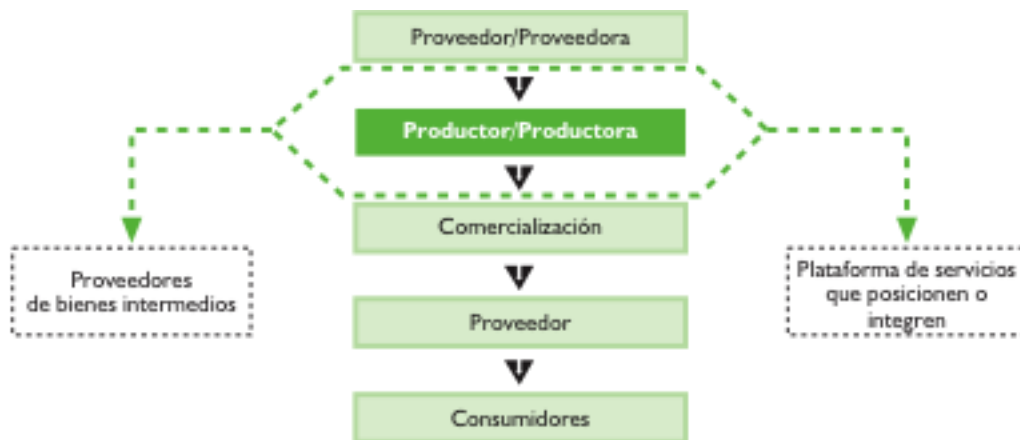 Proveedor/Proveedora
Productor/Productora
Comercialización
Proveedores
de bienes intermedios
Plataforma de servicios
que posicionen o
integren
Proveedor
Consumidores